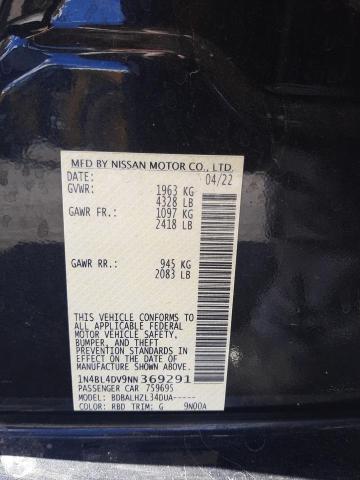 MFD BY NISSAN MOTOR CO., LTD.
DATE: 04/22
GVWR: 1963 KG
4328 LB
GAWR FR.: 1097 KG
2418 LB
GAWR RR.: 945 KG
2083 LB
THIS VEHICLE CONFORMS TO ALL
APPLICABLE FEDERAL
MOTOR VEHICLE SAFETY,
BUMPER, AND THEFT
PREVENTION STANDARDS
IN EFFECT ON THE DATE
OF MANUFACTURE SHOWN ABOVE.
1N4BL4DV9NN369291
PASSENGER CAR 759695
MODEL: BDBALHZL34DUA-----
COLOR: RBD TRIM: G 9N00A